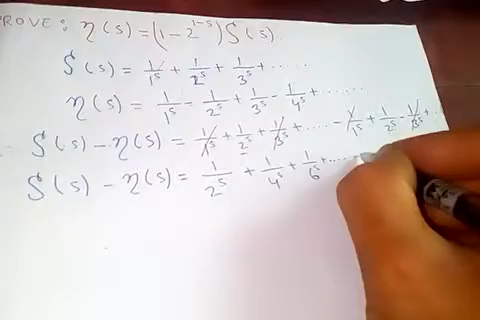 PROVE: η(s) = (1-2^{1-s}) ζ(s).
ζ(s) = 1/1^s + 1/2^s + 1/3^s + ......
η(s) = 1/1^s - 1/2^s + 1/3^s - 1/4^s + ......
ζ(s) - η(s) = 1/1^s + 1/2^s + 1/3^s + ..... - 1/1^s + 1/2^s - 1/3^s + ..
ζ(s) - η(s) = 1/2^s + 1/4^s + 1/6^s + ....